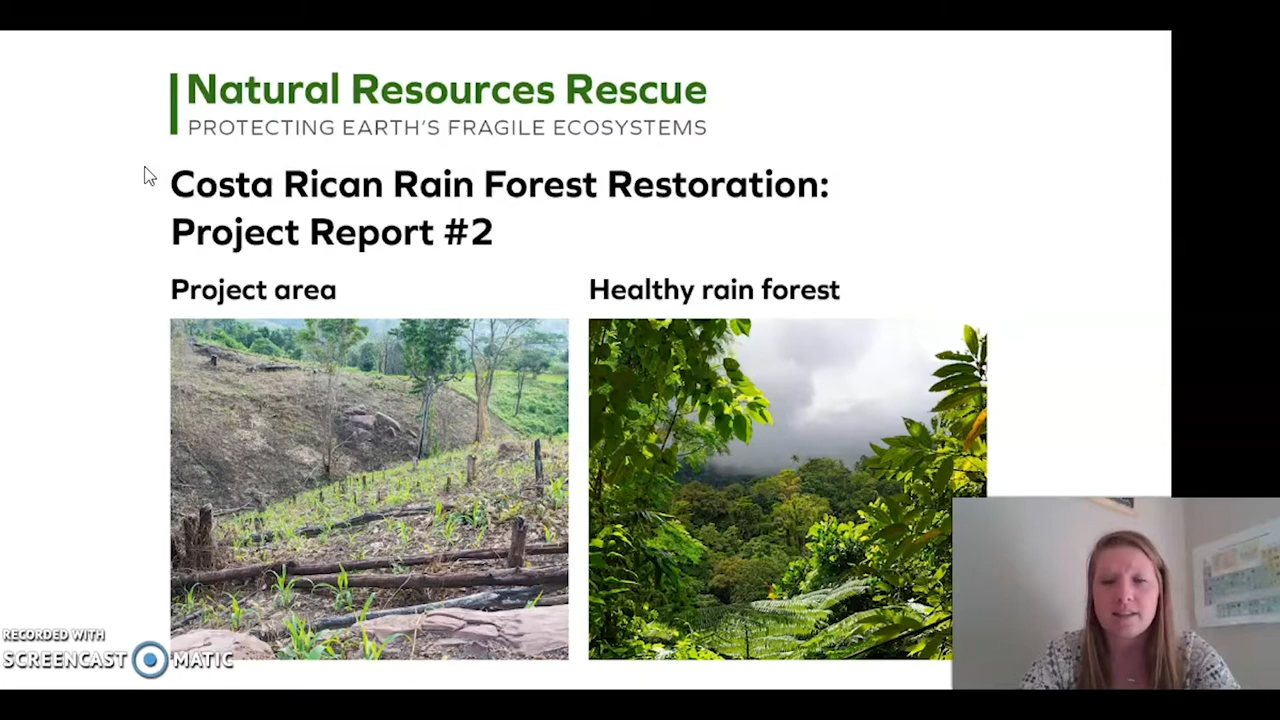 Natural Resources Rescue
PROTECTING EARTH'S FRAGILE ECOSYSTEMS
Costa Rican Rain Forest Restoration:
Project Report #2
Project area
Healthy rain forest
RECORDED WITH
SCREENCAST MATIC